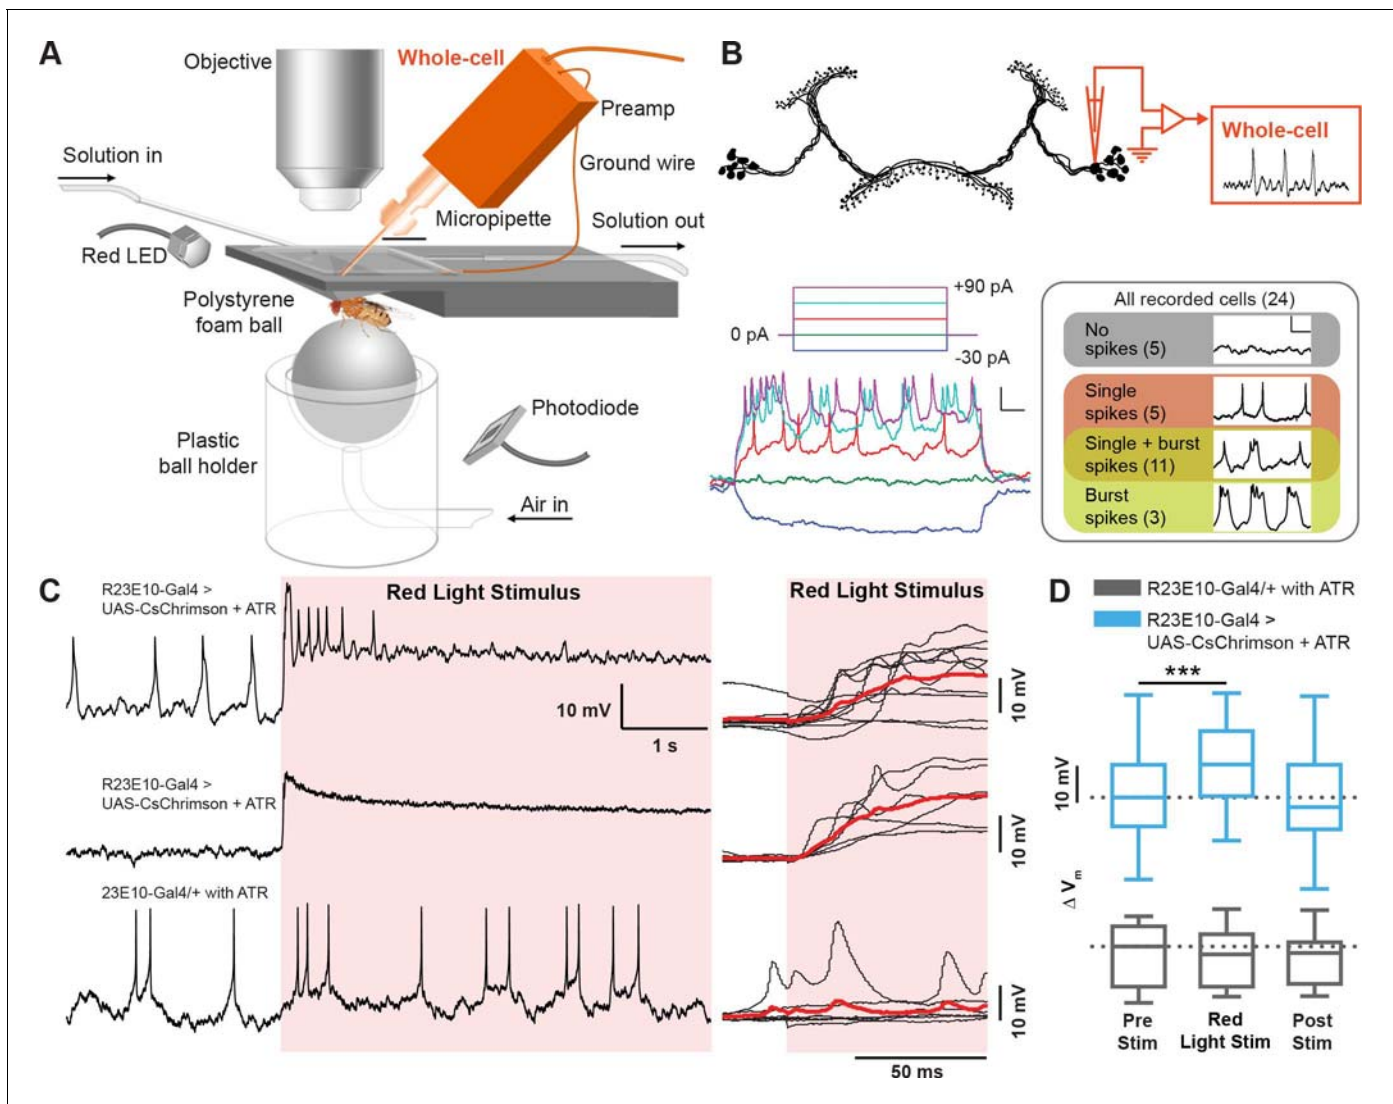 A
Objective
Whole-cell
Preamp
Solution in
Ground wire
Micropipette
Solution out
Red LED
Polystyrene
foam ball
Photodiode
Plastic
ball holder
Air in
B
Whole-cell
+90 pA
0 pA
-30 pA
All recorded cells (24)
No
spikes (5)
Single
spikes (5)
Single + burst
spikes (11)
Burst
spikes (3)
C
R23E10-Gal4 >
UAS-CsChrimson + ATR
Red Light Stimulus
Red Light Stimulus
10 mV
1 s
10 mV
R23E10-Gal4 >
UAS-CsChrimson + ATR
10 mV
23E10-Gal4/+ with ATR
10 mV
50 ms
D
R23E10-Gal4/+ with ATR
R23E10-Gal4 >
UAS-CsChrimson + ATR
***
10 mV
Δ Vm
Pre
Stim
Red
Light Stim
Post
Stim